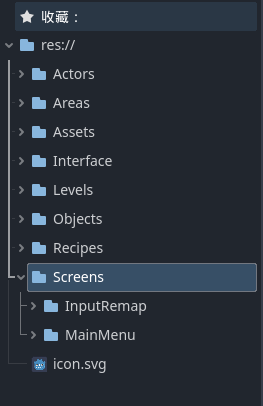 收藏：
res://
Actors
Areas
Assets
Interface
Levels
Objects
Recipes
Screens
InputRemap
MainMenu
icon.svg